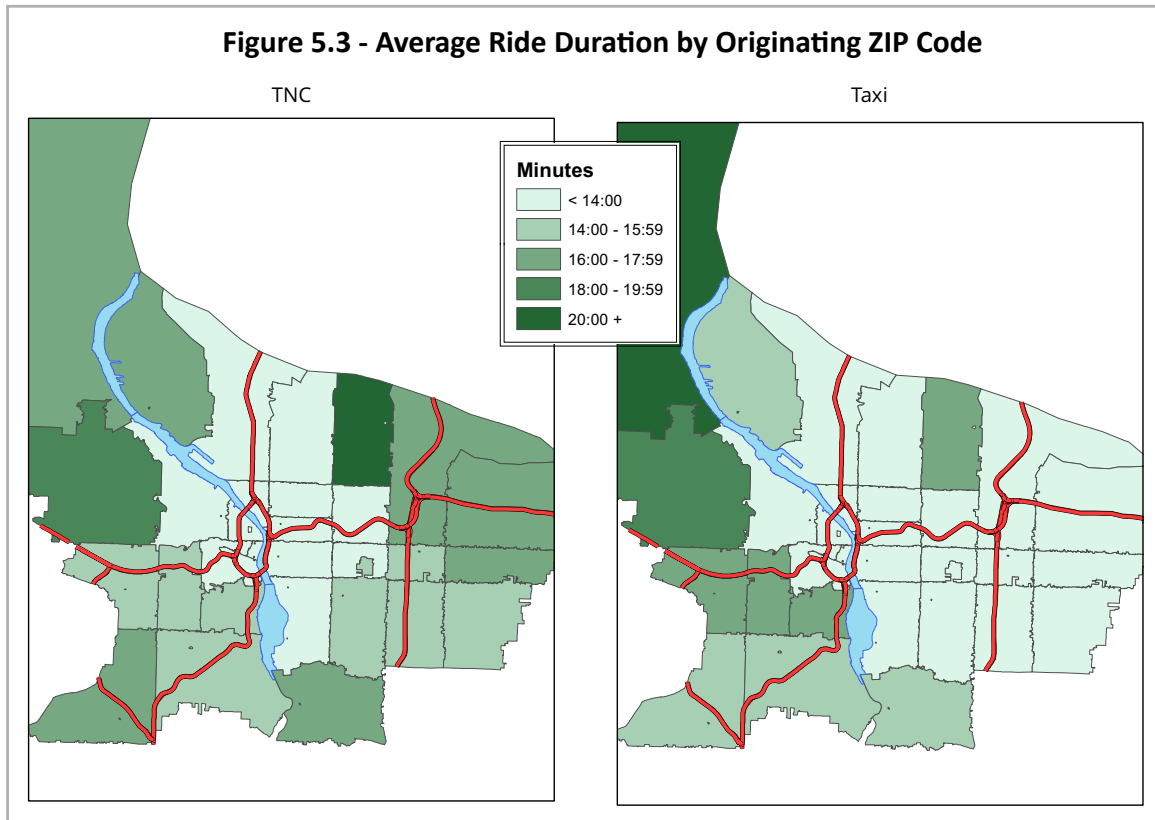 Figure 5.3 - Average Ride Duration by Originating ZIP Code
TNC
Taxi
Minutes
< 14:00
14:00 - 15:59
16:00 - 17:59
18:00 - 19:59
20:00 +